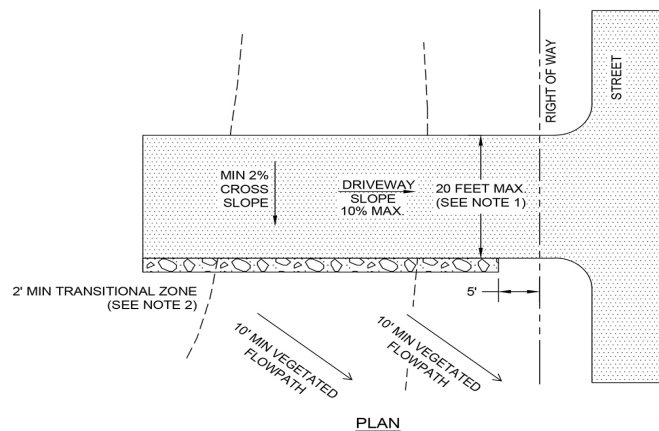 RIGHT OF WAY
STREET
MIN 2%
CROSS
SLOPE
DRIVEWAY
SLOPE
10% MAX.
20 FEET MAX.
(SEE NOTE 1)
2' MIN TRANSITIONAL ZONE
(SEE NOTE 2)
5'
10' MIN VEGETATED
FLOWPATH
10' MIN VEGETATED
FLOWPATH
PLAN